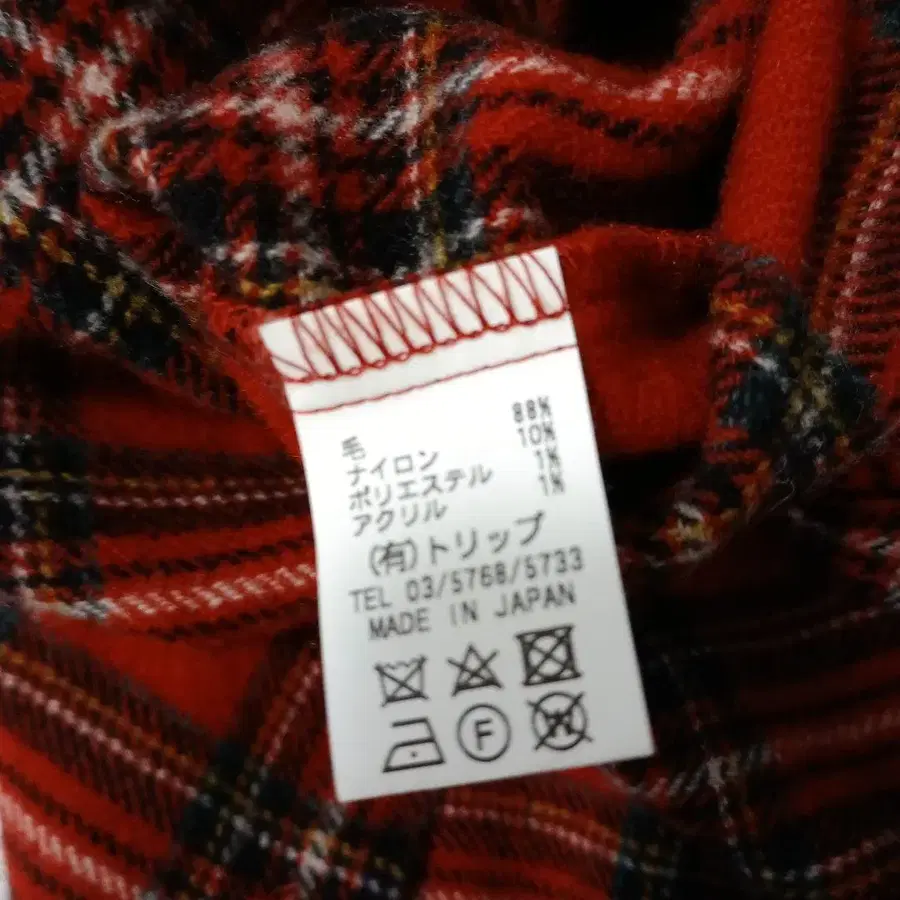 毛 88%
ナイロン 10%
ポリエステル 1%
アクリル 1%
(有)トリップ
TEL 03/5768/5733
MADE IN JAPAN
F
W